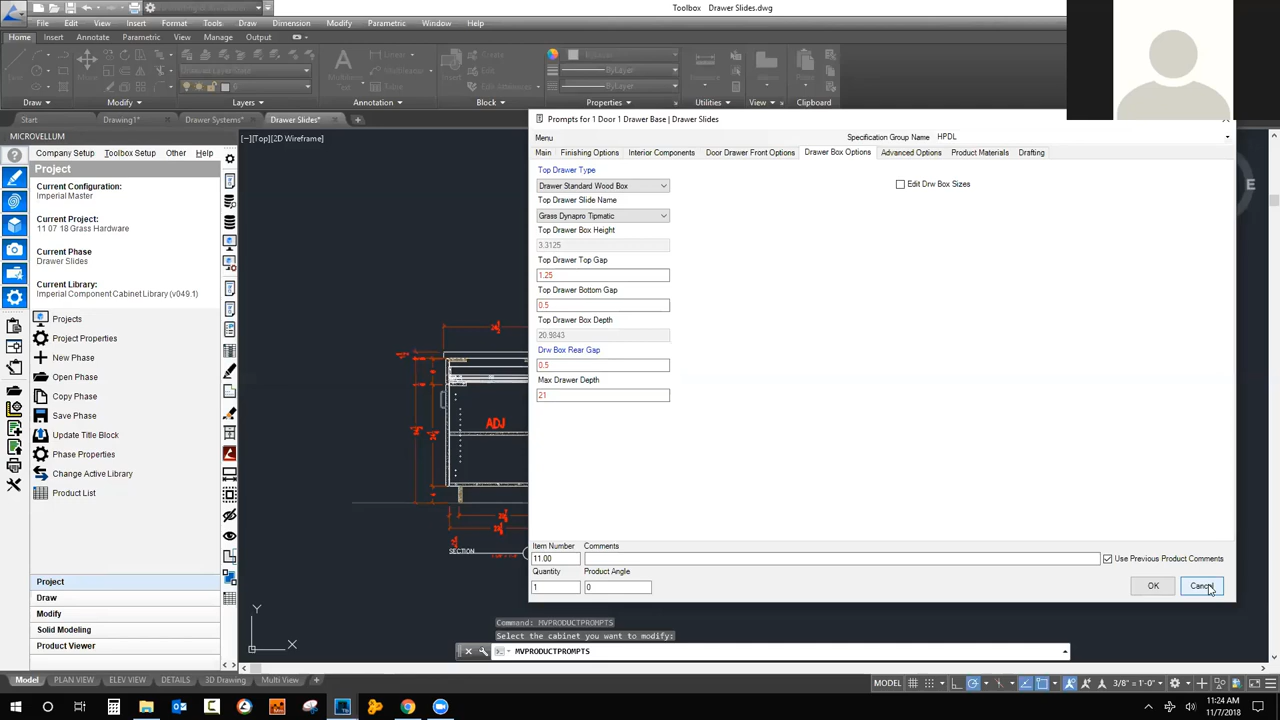 Toolbox Drawer Slides.dwg
File Edit View Insert Format Tools Draw Dimension Modify Parametric Window Help
Home Insert Annotate Parametric View Manage Output
Multileader
Create
Edit
Insert
ByLayer
ByLayer
ByLayer
Draw Modify Layers Annotation Block Properties Utilities View Clipboard
Start Drawing1* Drawer Systems* Drawer Slides*
MICROVELLUM
[−][Top][2D Wireframe]
Company Setup Toolbox Setup Other Help
Project
Current Configuration:
Imperial Master
Current Project:
11 07 18 Grass Hardware
Current Phase
Drawer Slides
Current Library:
Imperial Component Cabinet Library (v049.1)
Projects
Project Properties
New Phase
Open Phase
Copy Phase
Save Phase
Update Title Block
Phase Properties
Change Active Library
Product List
Project
Draw
Modify
Solid Modeling
Product Viewer
ADJ
SECTION
Y
X
Prompts for 1 Door 1 Drawer Base | Drawer Slides
Menu
Specification Group Name HPDL
Main Finishing Options Interior Components Door Drawer Front Options Drawer Box Options Advanced Options Product Materials Drafting
Top Drawer Type
Drawer Standard Wood Box
Edit Drw Box Sizes
Top Drawer Slide Name
Grass Dynapro Tipmatic
Top Drawer Box Height
3.3125
Top Drawer Top Gap
1.25
Top Drawer Bottom Gap
0.5
Top Drawer Box Depth
20.9843
Drw Box Rear Gap
0.5
Max Drawer Depth
21
Item Number Comments
11.00
Use Previous Product Comments
Quantity Product Angle
1 0
OK Cancel
Command: MVPRODUCTPROMPTS
Select the cabinet you want to modify:
MVPRODUCTPROMPTS
Model PLAN VIEW ELEV VIEW DETAILS 3D Drawing Multi View
MODEL 3/8" = 1'-0"
11:24 AM
11/7/2018